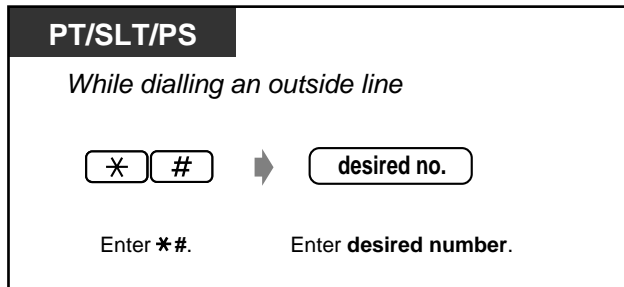 PT/SLT/PS
While dialling an outside line
* # desired no.
Enter *#. Enter desired number.